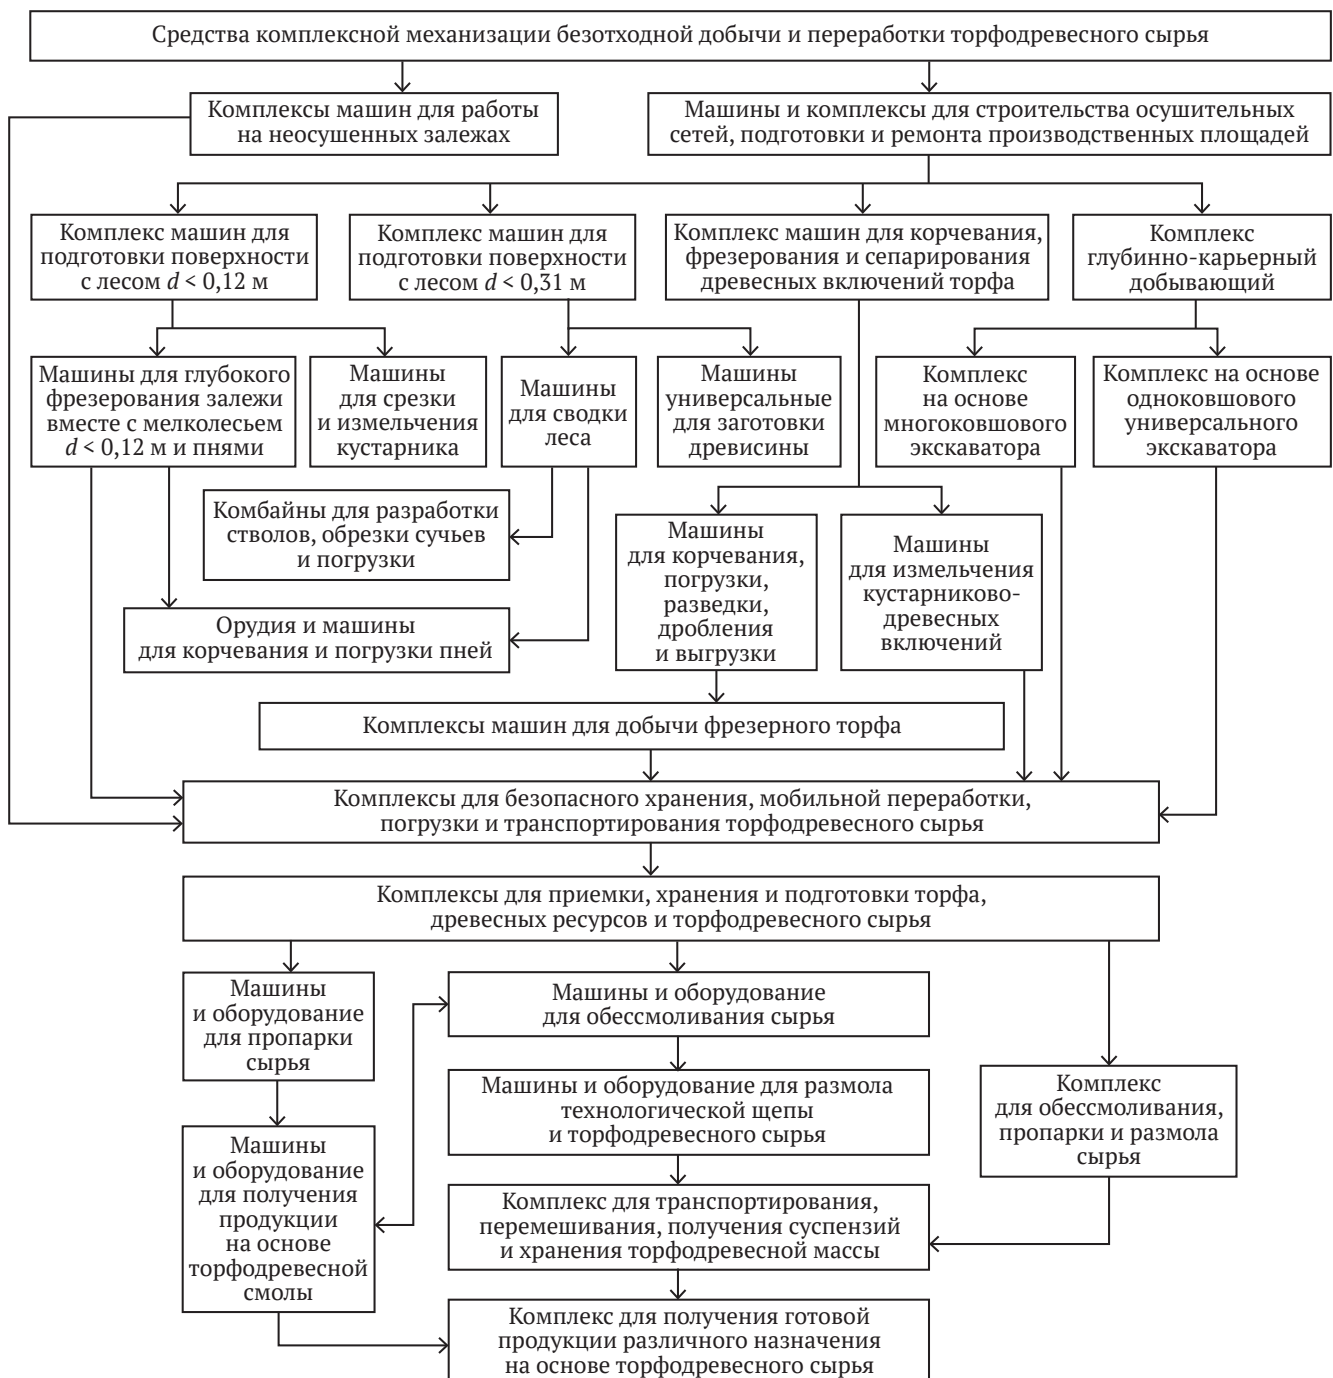 Средства комплексной механизации безотходной добычи и переработки торфодревесного сырья
Комплексы машин для работы
на неосушенных залежах
Машины и комплексы для строительства осушительных
сетей, подготовки и ремонта производственных площадей
Комплекс машин для
подготовки поверхности
с лесом d < 0,12 м
Комплекс машин для
подготовки поверхности
с лесом d < 0,31 м
Комплекс машин для корчевания,
фрезерования и сепарирования
древесных включений торфа
Комплекс
глубинно-карьерный
добывающий
Машины для глубокого
фрезерования залежи
вместе с мелколесьем
d < 0,12 м и пнями
Машины
для срезки
и измельчения
кустарника
Машины
для сводки
леса
Машины
универсальные
для заготовки
древисины
Комплекс
на основе
многоковшового
экскаватора
Комплекс на основе
одноковшового
универсального
экскаватора
Комбайны для разработки
стволов, обрезки сучьев
и погрузки
Орудия и машины
для корчевания и погрузки пней
Машины
для корчевания,
погрузки,
разведки,
дробления
и выгрузки
Машины
для измельчения
кустарниково-
древесных
включений
Комплексы машин для добычи фрезерного торфа
Комплексы для безопасного хранения, мобильной переработки,
погрузки и транспортирования торфодревесного сырья
Комплексы для приемки, хранения и подготовки торфа,
древесных ресурсов и торфодревесного сырья
Машины
и оборудование
для пропарки
сырья
Машины и оборудование
для обессмоливания сырья
Машины и оборудование для размола
технологической щепы
и торфодревесного сырья
Комплекс
для обессмоливания,
пропарки и размола
сырья
Машины
и оборудование
для получения
продукции
на основе
торфодревесной
смолы
Комплекс для транспортирования,
перемешивания, получения суспензий
и хранения торфодревесной массы
Комплекс для получения готовой
продукции различного назначения
на основе торфодревесного сырья